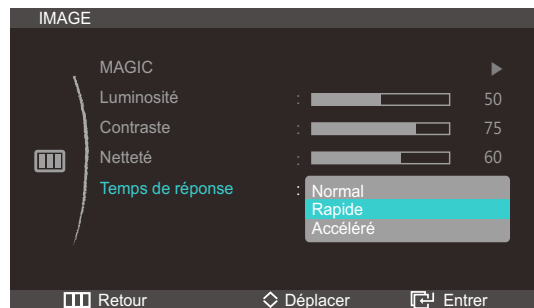 IMAGE
MAGIC
Luminosité : 50
Contraste : 75
Netteté : 60
Temps de réponse : Normal
Rapide
Accéléré
Retour Déplacer Entrer